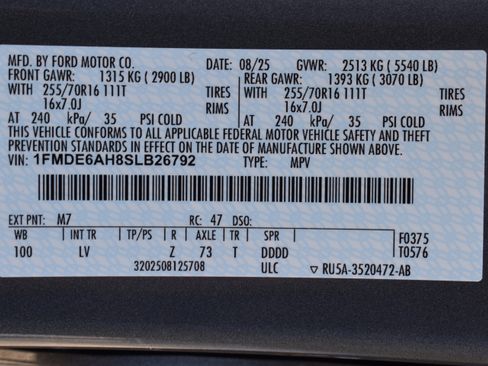 MFD. BY FORD MOTOR CO. DATE: 08/25 GVWR: 2513 KG ( 5540 LB)
FRONT GAWR: 1315 KG ( 2900 LB) REAR GAWR: 1393 KG ( 3070 LB)
WITH 255/70R16 111T TIRES WITH 255/70R16 111T TIRES
16x7.0J RIMS 16x7.0J RIMS
AT 240 kPa/ 35 PSI COLD AT 240 kPa/ 35 PSI COLD
THIS VEHICLE CONFORMS TO ALL APPLICABLE FEDERAL MOTOR VEHICLE SAFETY AND THEFT
PREVENTION STANDARDS IN EFFECT ON THE DATE OF MANUFACTURE SHOWN ABOVE.
VIN: 1FMDE6AH8SLB26792 TYPE: MPV
EXT PNT: M7 RC: 47 DSO:
WB INT TR TP/PS R AXLE TR SPR F0375
100 LV Z 73 T DDDD T0576
3202508125708 ULC ▽ RU5A-3520472-AB